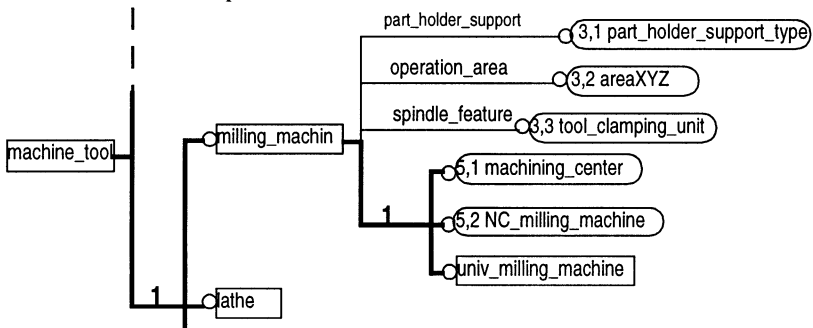 part_holder_support
3,1 part_holder_support_type
operation_area
3,2 areaXYZ
spindle_feature
3,3 tool_clamping_unit
milling_machin
machine_tool
5,1 machining_center
1
5,2 NC_milling_machine
univ_milling_machine
1
lathe